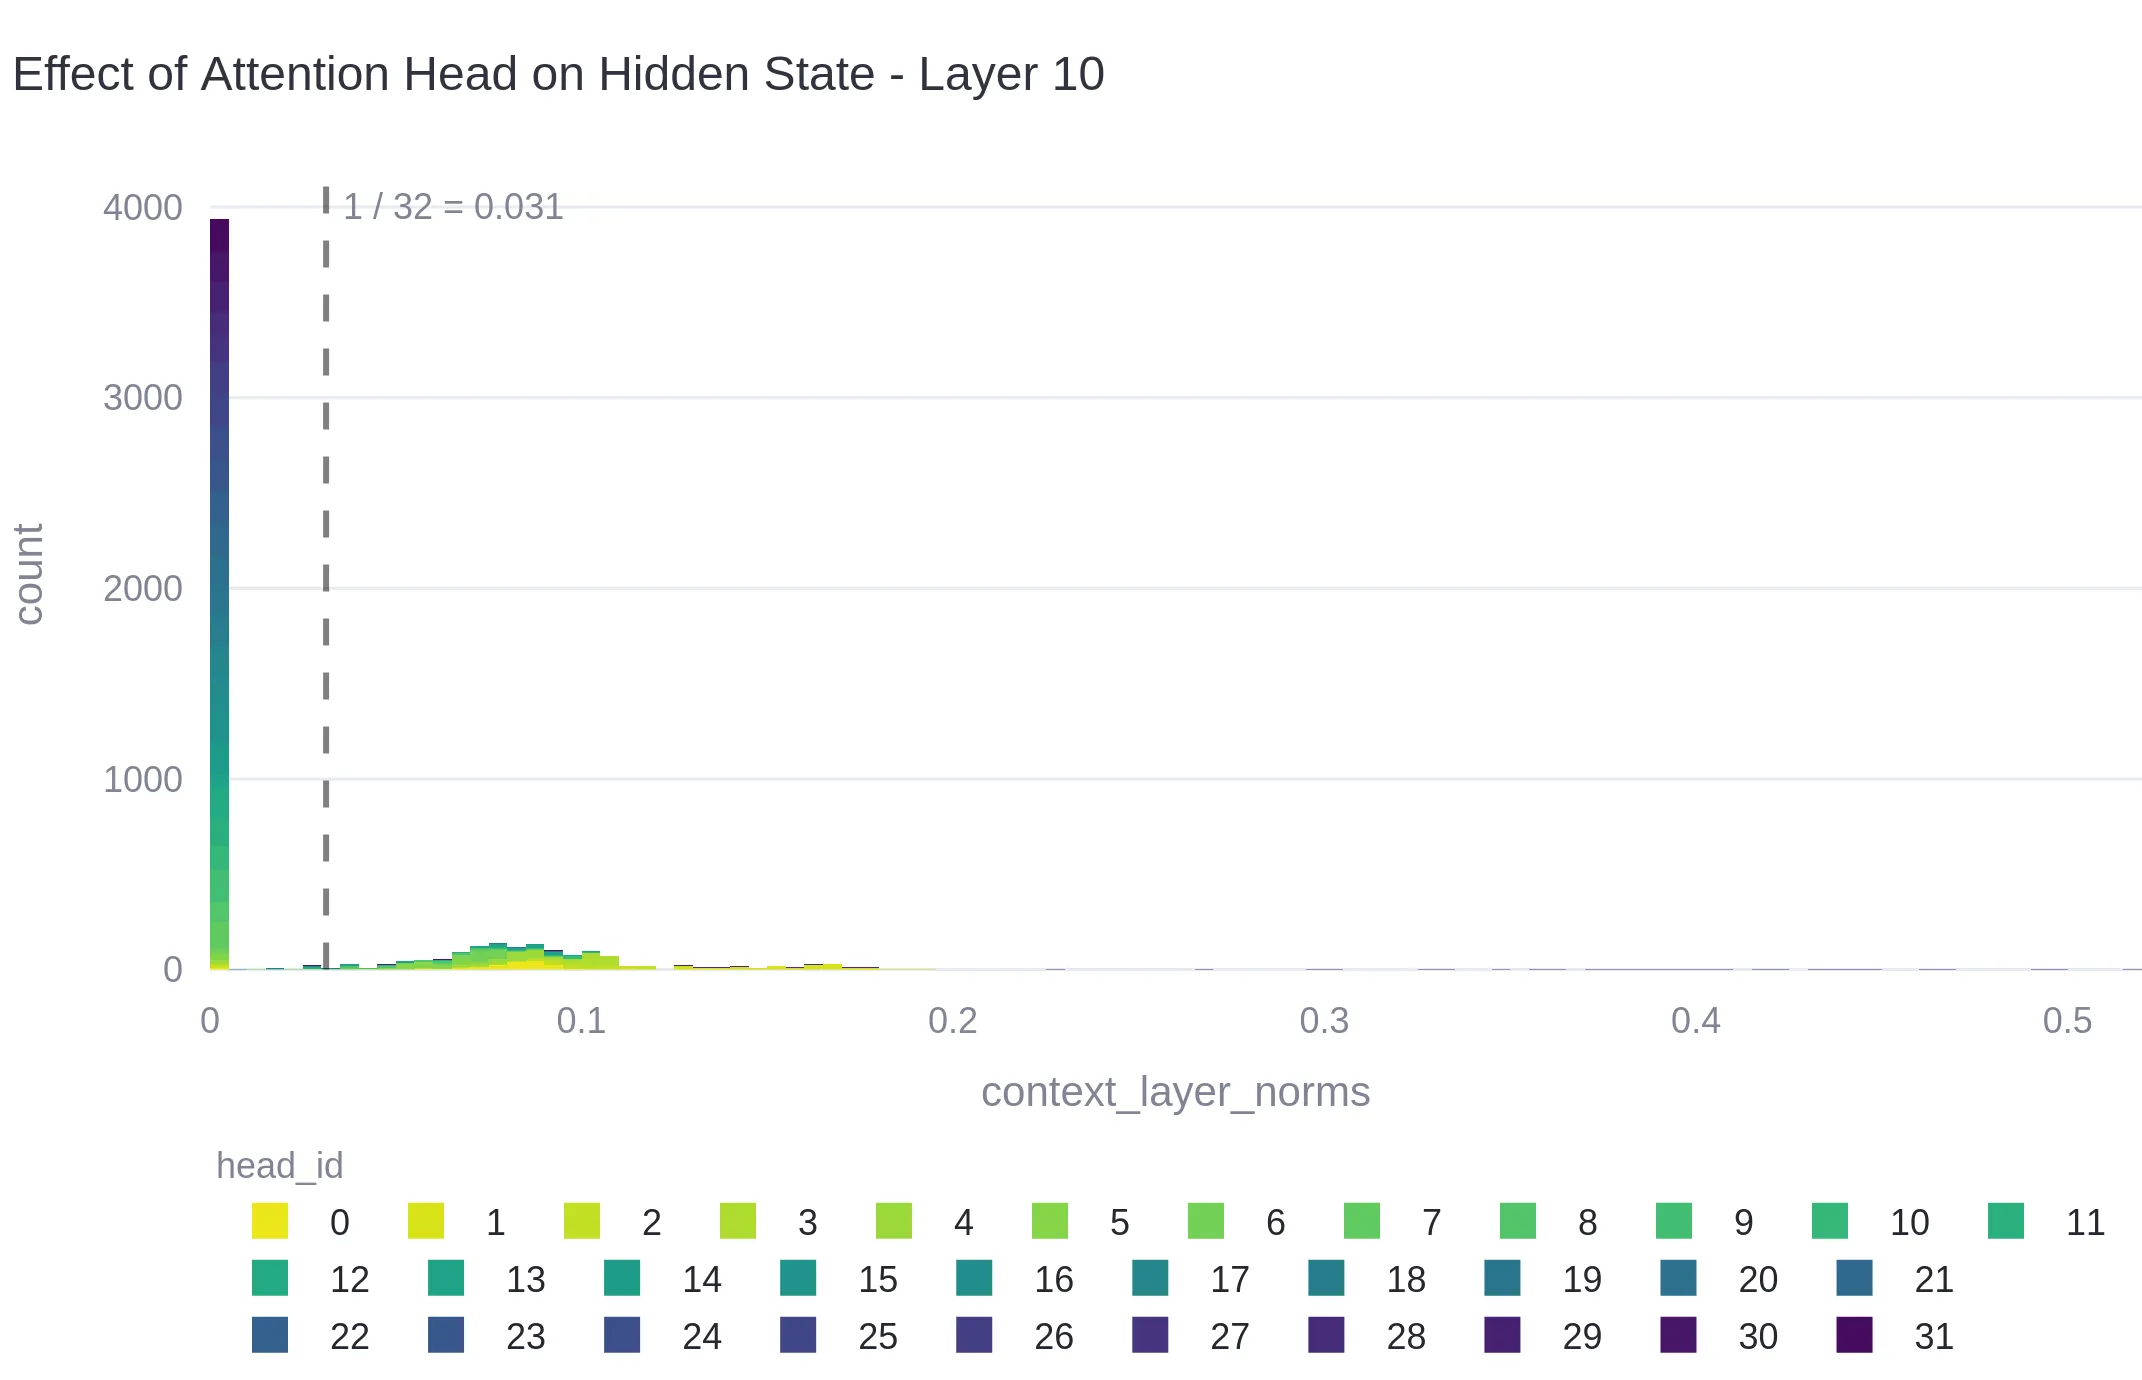 Effect of Attention Head on Hidden State - Layer 10
4000
1 / 32 = 0.031
3000
count
2000
1000
0
0 0.1 0.2 0.3 0.4 0.5
context_layer_norms
head_id
0 1 2 3 4 5 6 7 8 9 10 11
12 13 14 15 16 17 18 19 20 21
22 23 24 25 26 27 28 29 30 31